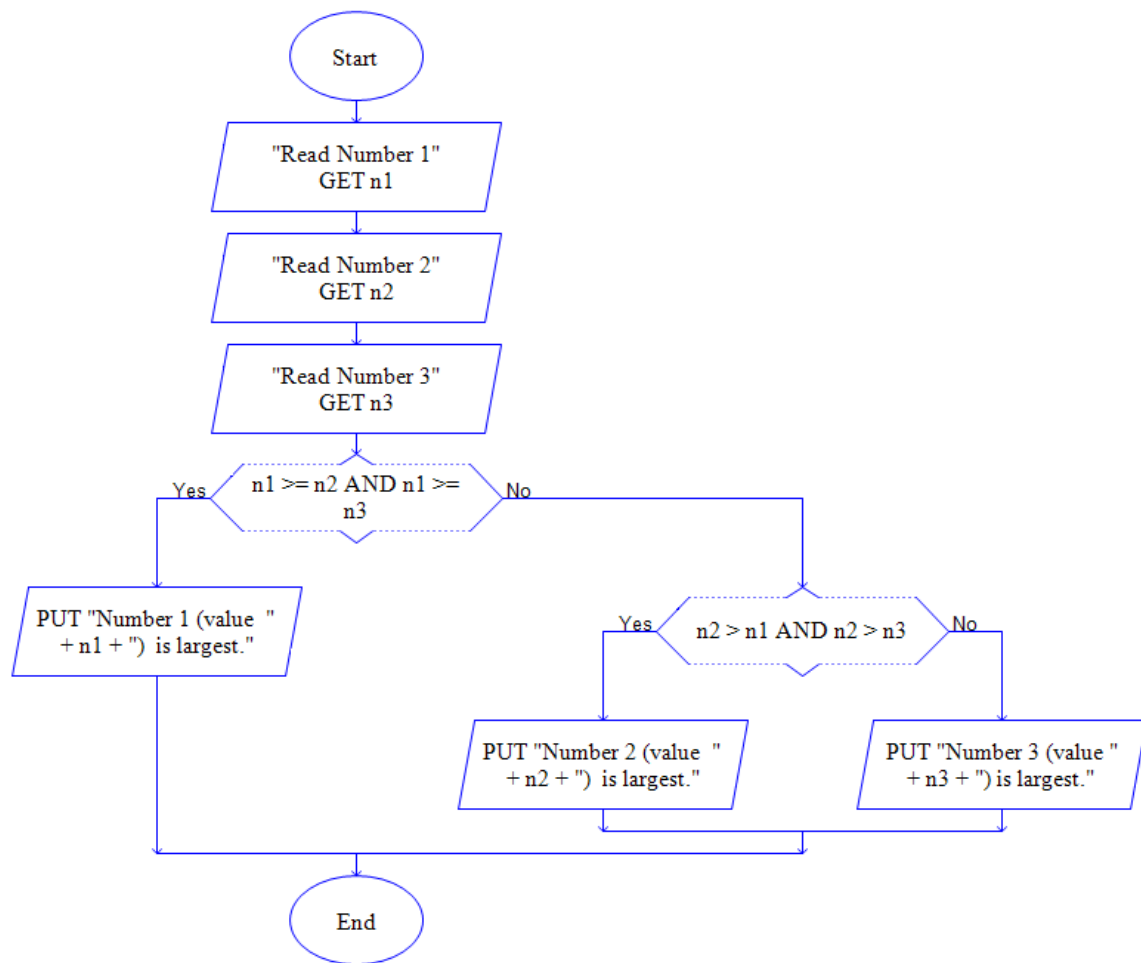 Start
"Read Number 1"
GET n1
"Read Number 2"
GET n2
"Read Number 3"
GET n3
Yes
n1 >= n2 AND n1 >=
n3
No
PUT "Number 1 (value  "
+ n1 + ")  is largest."
Yes
n2 > n1 AND n2 > n3
No
PUT "Number 2 (value  "
+ n2 + ")  is largest."
PUT "Number 3 (value "
+ n3 + ") is largest."
End